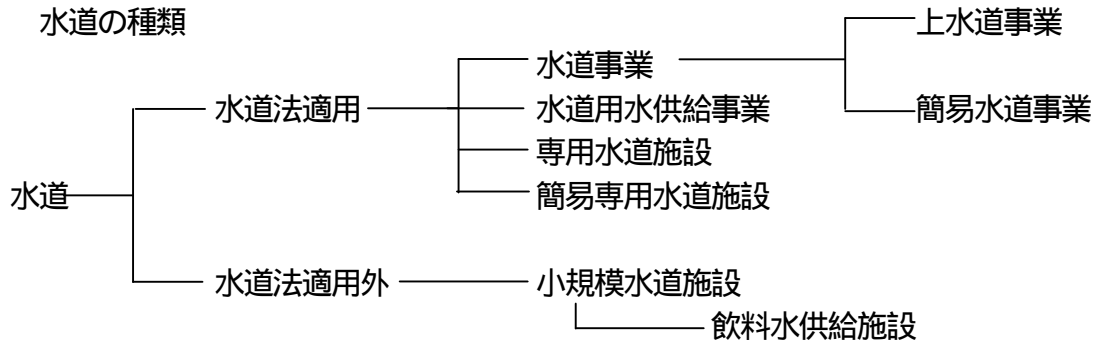 水道の種類
上水道事業
水道事業
水道法適用
水道用水供給事業
簡易水道事業
専用水道施設
水道
簡易専用水道施設
水道法適用外
小規模水道施設
飲料水供給施設